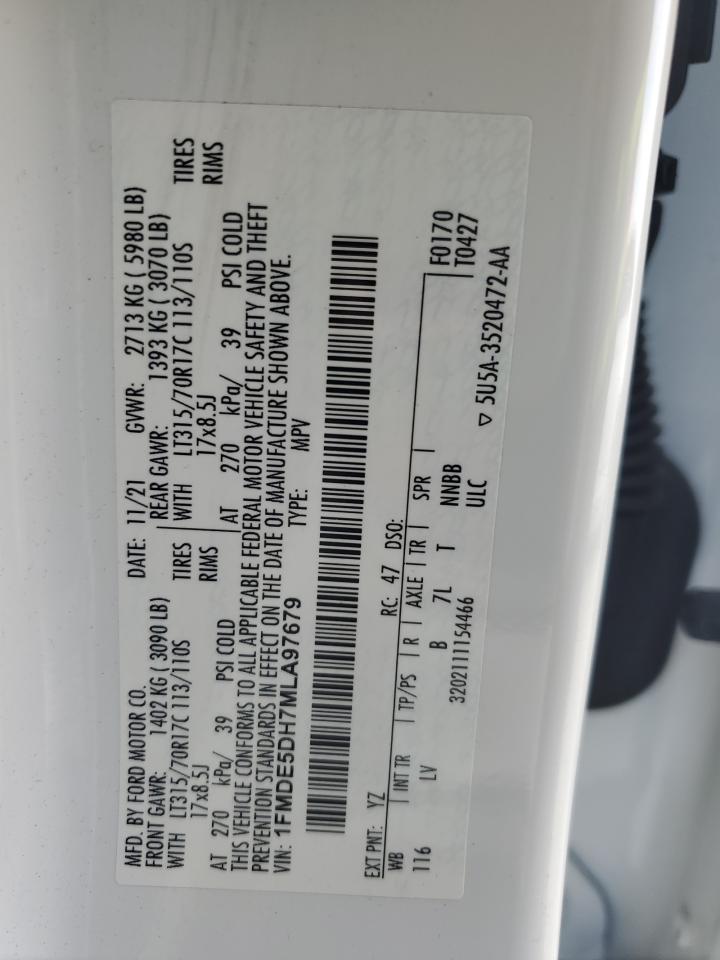 MFD. BY FORD MOTOR CO.
DATE: 11/21 GVWR: 2713 KG ( 5980 LB)
FRONT GAWR: 1402 KG ( 3090 LB) REAR GAWR: 1393 KG ( 3070 LB)
WITH LT315/70R17C 113/110S TIRES WITH LT315/70R17C 113/110S TIRES
17x8.5J RIMS 17x8.5J RIMS
AT 270 kPa/ 39 PSI COLD AT 270 kPa/ 39 PSI COLD
THIS VEHICLE CONFORMS TO ALL APPLICABLE FEDERAL MOTOR VEHICLE SAFETY AND THEFT
PREVENTION STANDARDS IN EFFECT ON THE DATE OF MANUFACTURE SHOWN ABOVE.
VIN: 1FMDE5DH7MLA97679 TYPE: MPV
EXT PNT: YZ RC: 47 DSO:
WB INT TR TP/PS R AXLE TR SPR F0170
116 LV B 7L T NNBB T0427
3202111154466 ULC
▽ 5U5A-3520472-AA